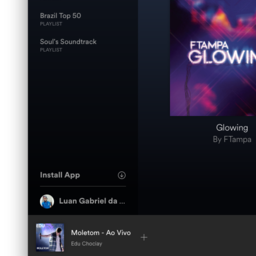 Brazil Top 50
PLAYLIST
Soul's Soundtrack
PLAYLIST
FTAMPA
GLOWIN
Glowing
By FTampa
Install App
Luan Gabriel da ...
Moletom - Ao Vivo
Edu Chociay